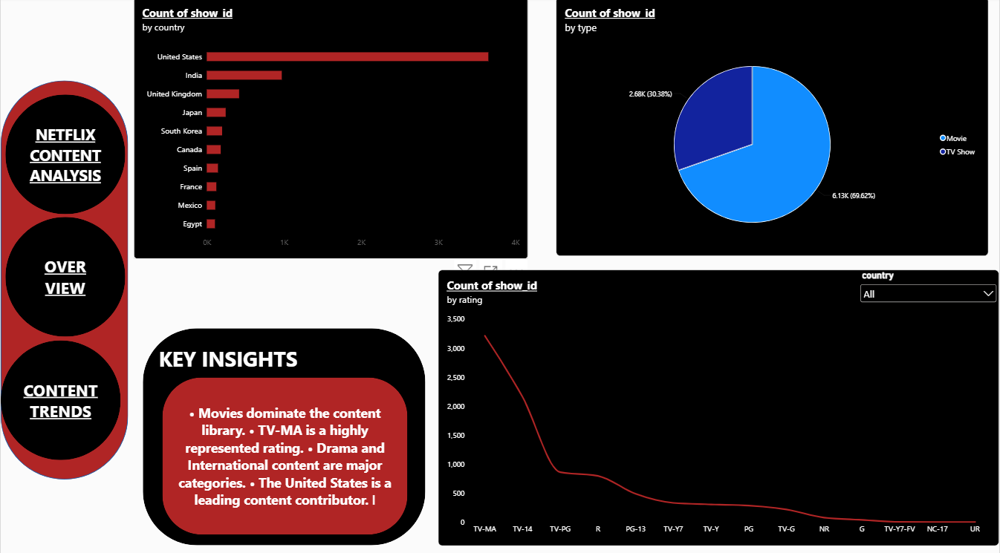 NETFLIX
CONTENT
ANALYSIS
OVER
VIEW
CONTENT
TRENDS
Count of show_id
by country
United States
India
United Kingdom
Japan
South Korea
Canada
Spain
France
Mexico
Egypt
0K 1K 2K 3K 4K
Count of show_id
by type
2.68K (30.38%)
6.13K (69.62%)
Movie
TV Show
KEY INSIGHTS
• Movies dominate the content
library. • TV-MA is a highly
represented rating. • Drama and
International content are major
categories. • The United States is a
leading content contributor. |
Count of show_id
by rating
country
All
3,500
3,000
2,500
2,000
1,500
1,000
500
0
TV-MA TV-14 TV-PG R PG-13 TV-Y7 TV-Y PG TV-G NR G TV-Y7-FV NC-17 UR